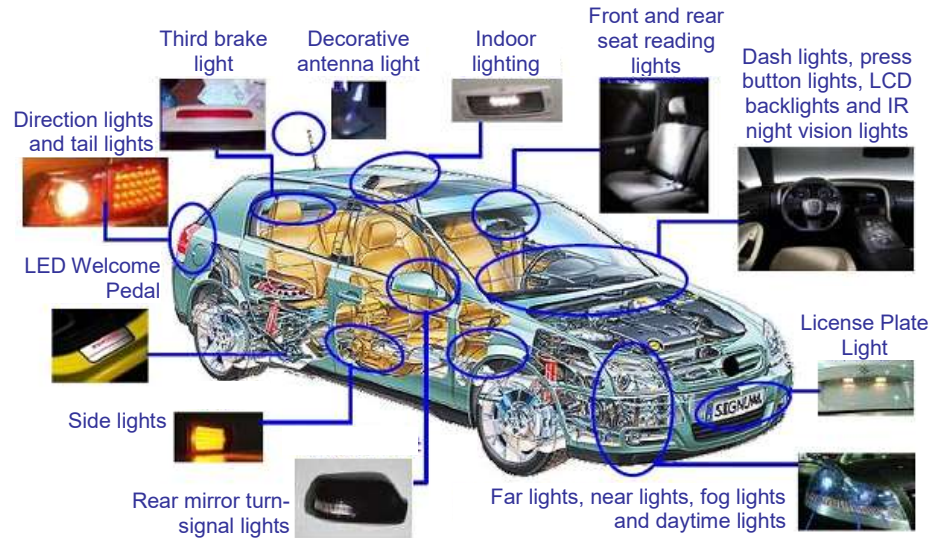 Third brake
light
Decorative
antenna light
Indoor
lighting
Front and rear
seat reading
lights
Dash lights, press
button lights, LCD
backlights and IR
night vision lights
Direction lights
and tail lights
LED Welcome
Pedal
License Plate
Light
SIGNUM
Side lights
Rear mirror turn-
signal lights
Far lights, near lights, fog lights
and daytime lights